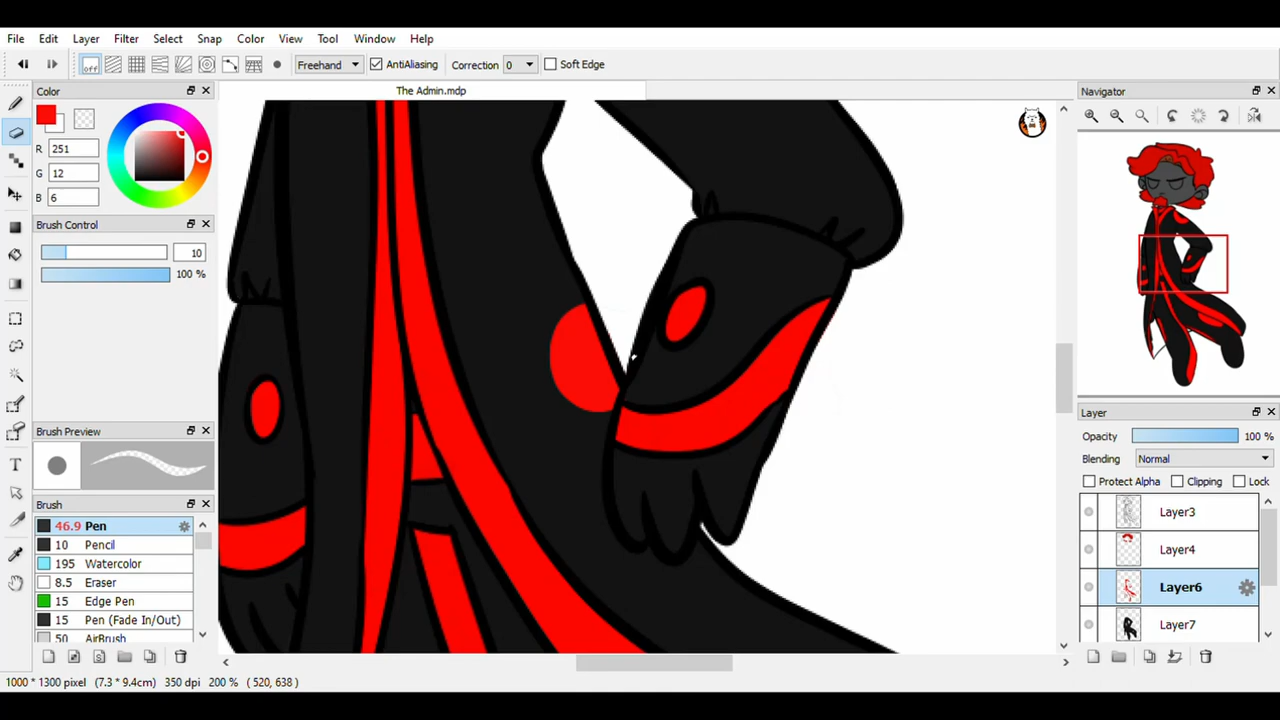 File Edit Layer Filter Select Snap Color View Tool Window Help
off Freehand AntiAliasing Correction 0 Soft Edge
Color
The Admin.mdp
Navigator
R 251
G 12
B 6
Brush Control
10
100 %
Brush Preview
Brush
46.9 Pen
10 Pencil
195 Watercolor
8.5 Eraser
15 Edge Pen
15 Pen (Fade In/Out)
50 AirBrush
Layer
Opacity 100 %
Blending Normal
Protect Alpha Clipping Lock
Layer3
Layer4
Layer6
Layer7
1000 * 1300 pixel (7.3 * 9.4cm) 350 dpi 200 % ( 520, 638 )